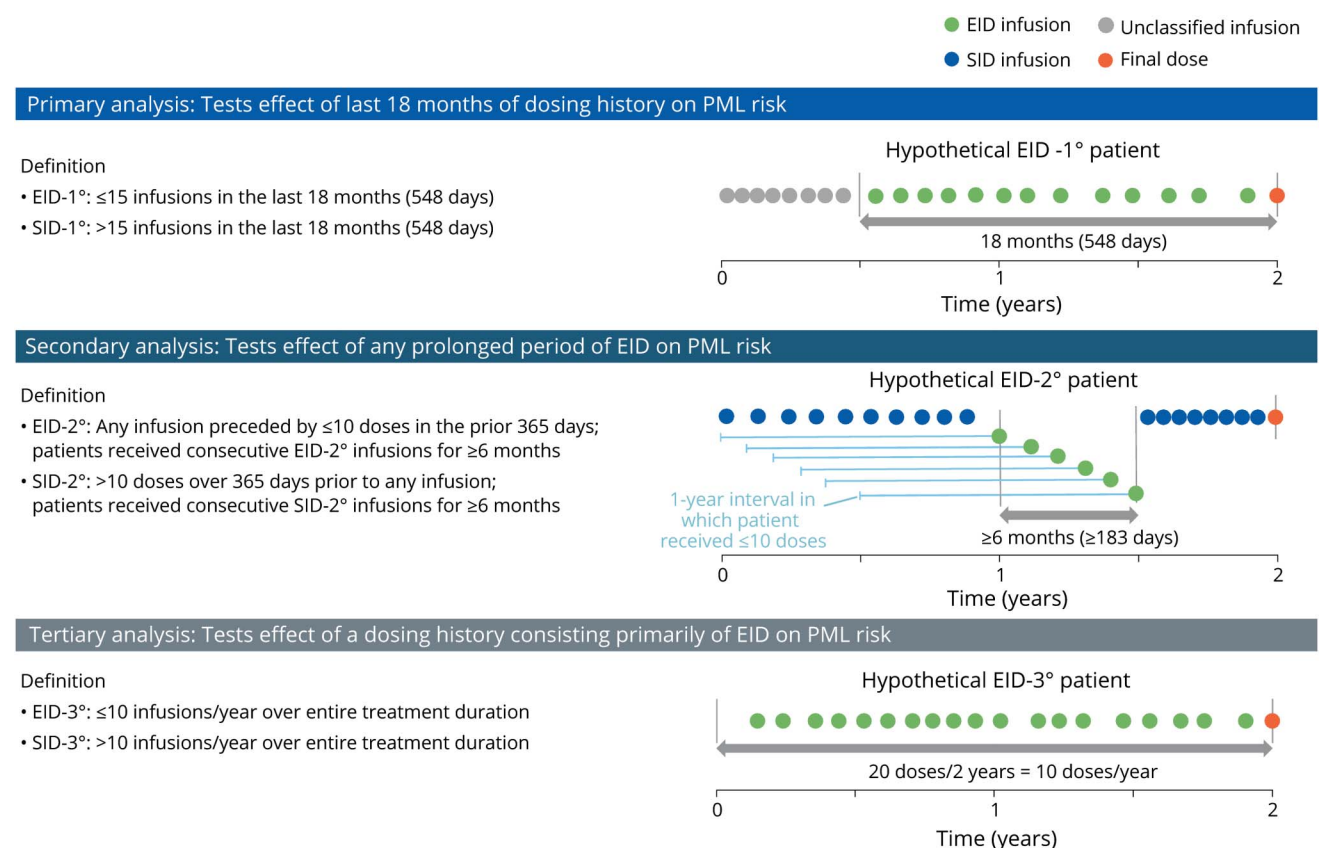 EID infusion
Unclassified infusion
SID infusion
Final dose
Primary analysis: Tests effect of last 18 months of dosing history on PML risk
Definition
• EID-1°: ≤15 infusions in the last 18 months (548 days)
• SID-1°: >15 infusions in the last 18 months (548 days)
Hypothetical EID -1° patient
18 months (548 days)
0 1 2
Time (years)
Secondary analysis: Tests effect of any prolonged period of EID on PML risk
Definition
• EID-2°: Any infusion preceded by ≤10 doses in the prior 365 days;
patients received consecutive EID-2° infusions for ≥6 months
• SID-2°: >10 doses over 365 days prior to any infusion;
patients received consecutive SID-2° infusions for ≥6 months
Hypothetical EID-2° patient
1-year interval in
which patient
received ≤10 doses
≥6 months (≥183 days)
0 1 2
Time (years)
Tertiary analysis: Tests effect of a dosing history consisting primarily of EID on PML risk
Definition
• EID-3°: ≤10 infusions/year over entire treatment duration
• SID-3°: >10 infusions/year over entire treatment duration
Hypothetical EID-3° patient
20 doses/2 years = 10 doses/year
0 1 2
Time (years)